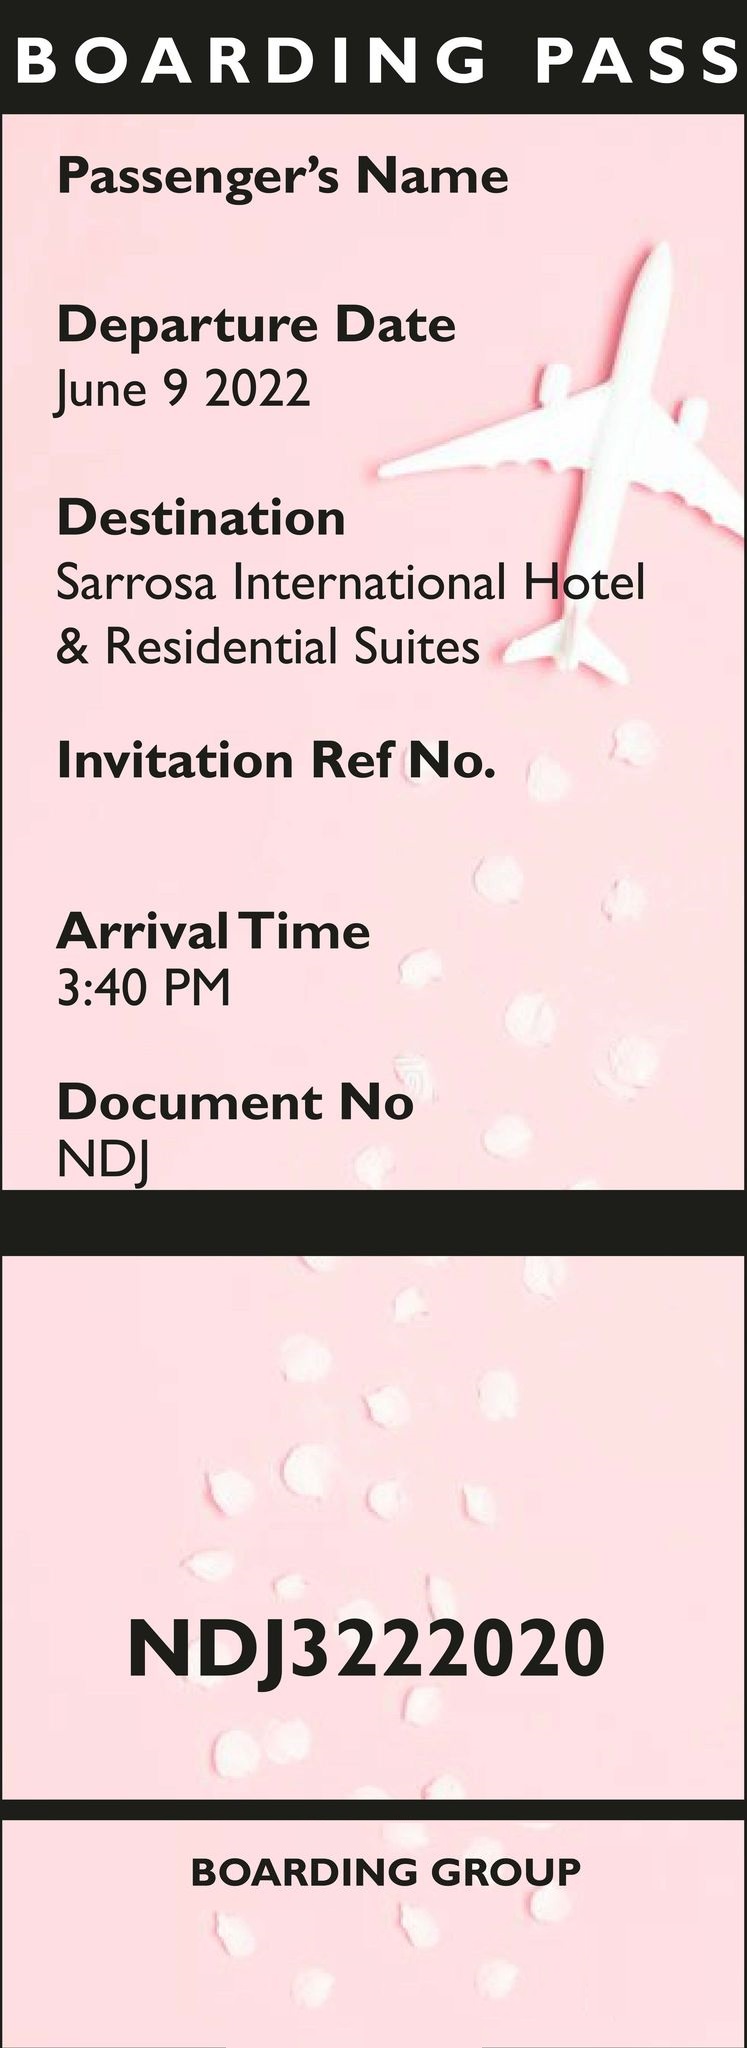 BOARDING PASS
Passenger's Name
Departure Date
June 9 2022
Destination
Sarrosa International Hotel
& Residential Suites
Invitation Ref No.
Arrival Time
3:40 PM
Document No
NDJ
NDJ3222020
BOARDING GROUP